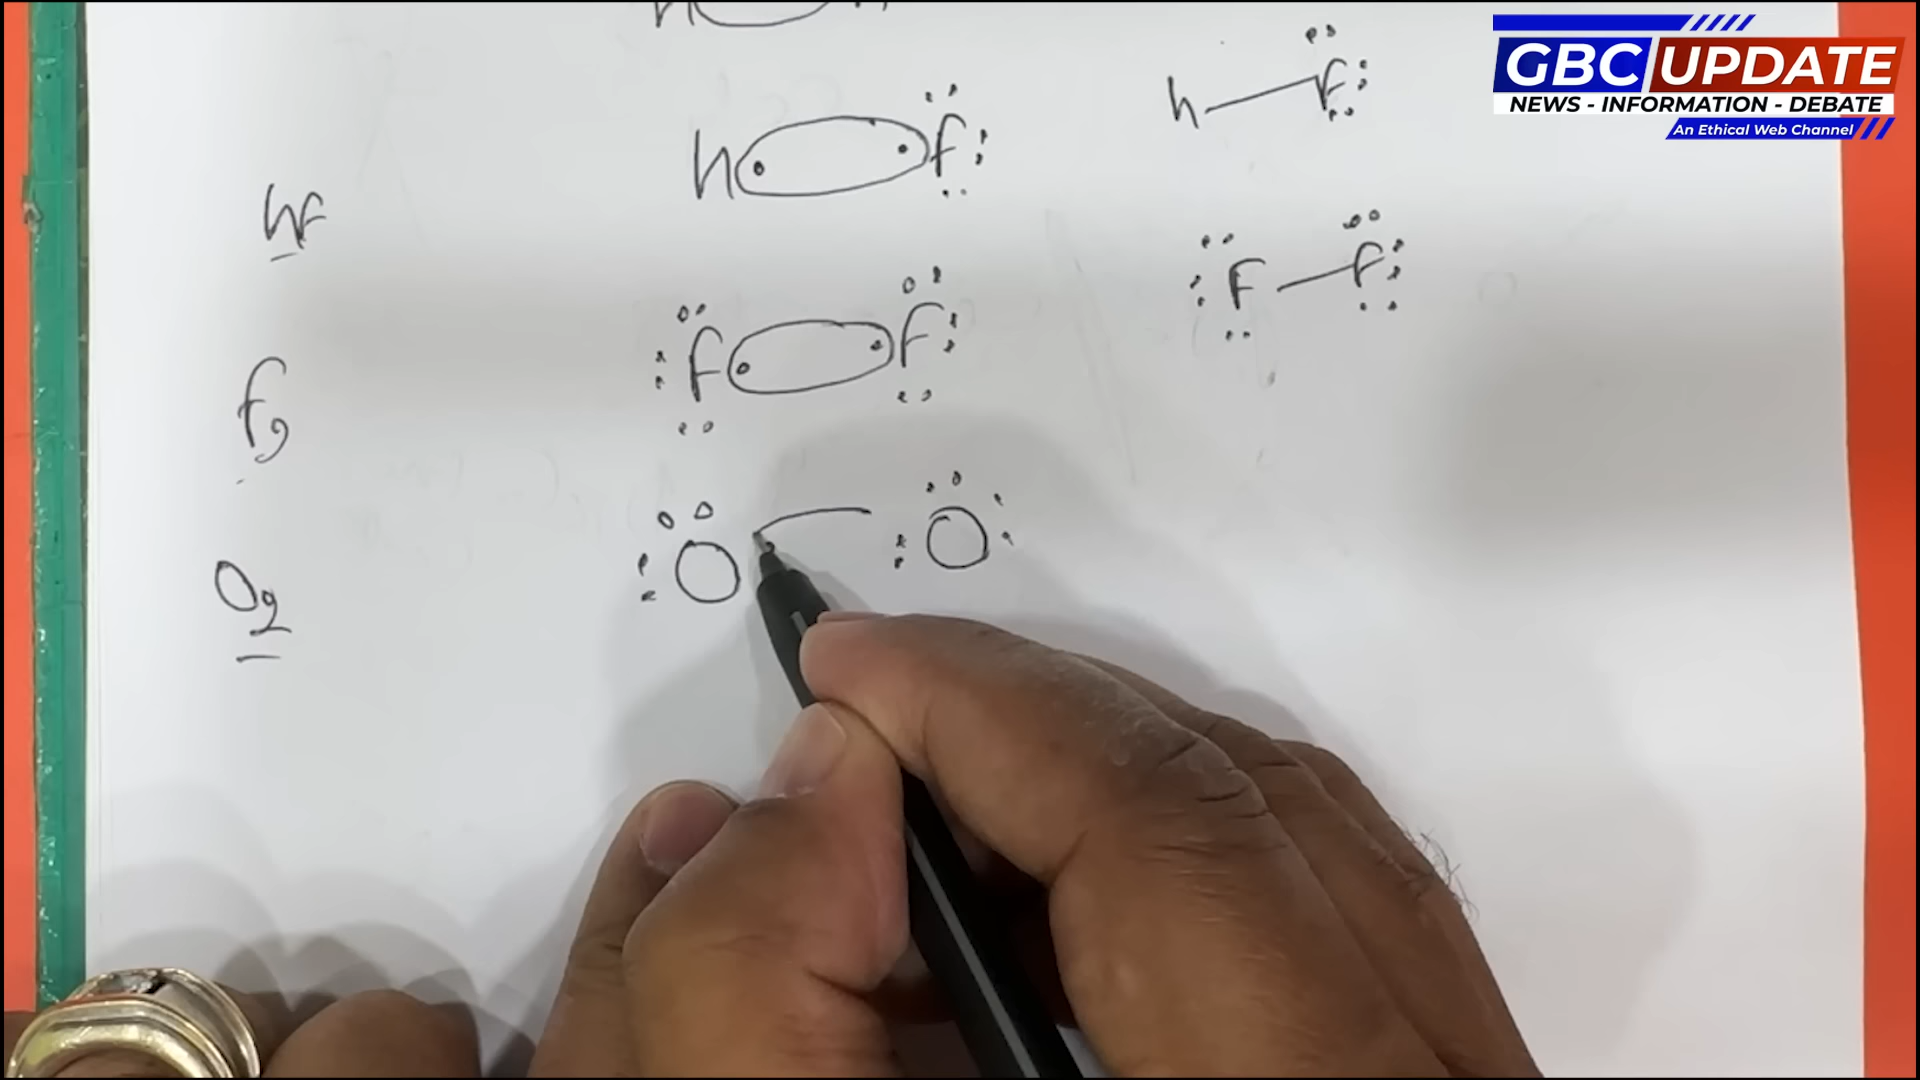 GBC UPDATE
NEWS - INFORMATION - DEBATE
An Ethical Web Channel
h F
h F
hF
F F
F F
F2
O O
O2